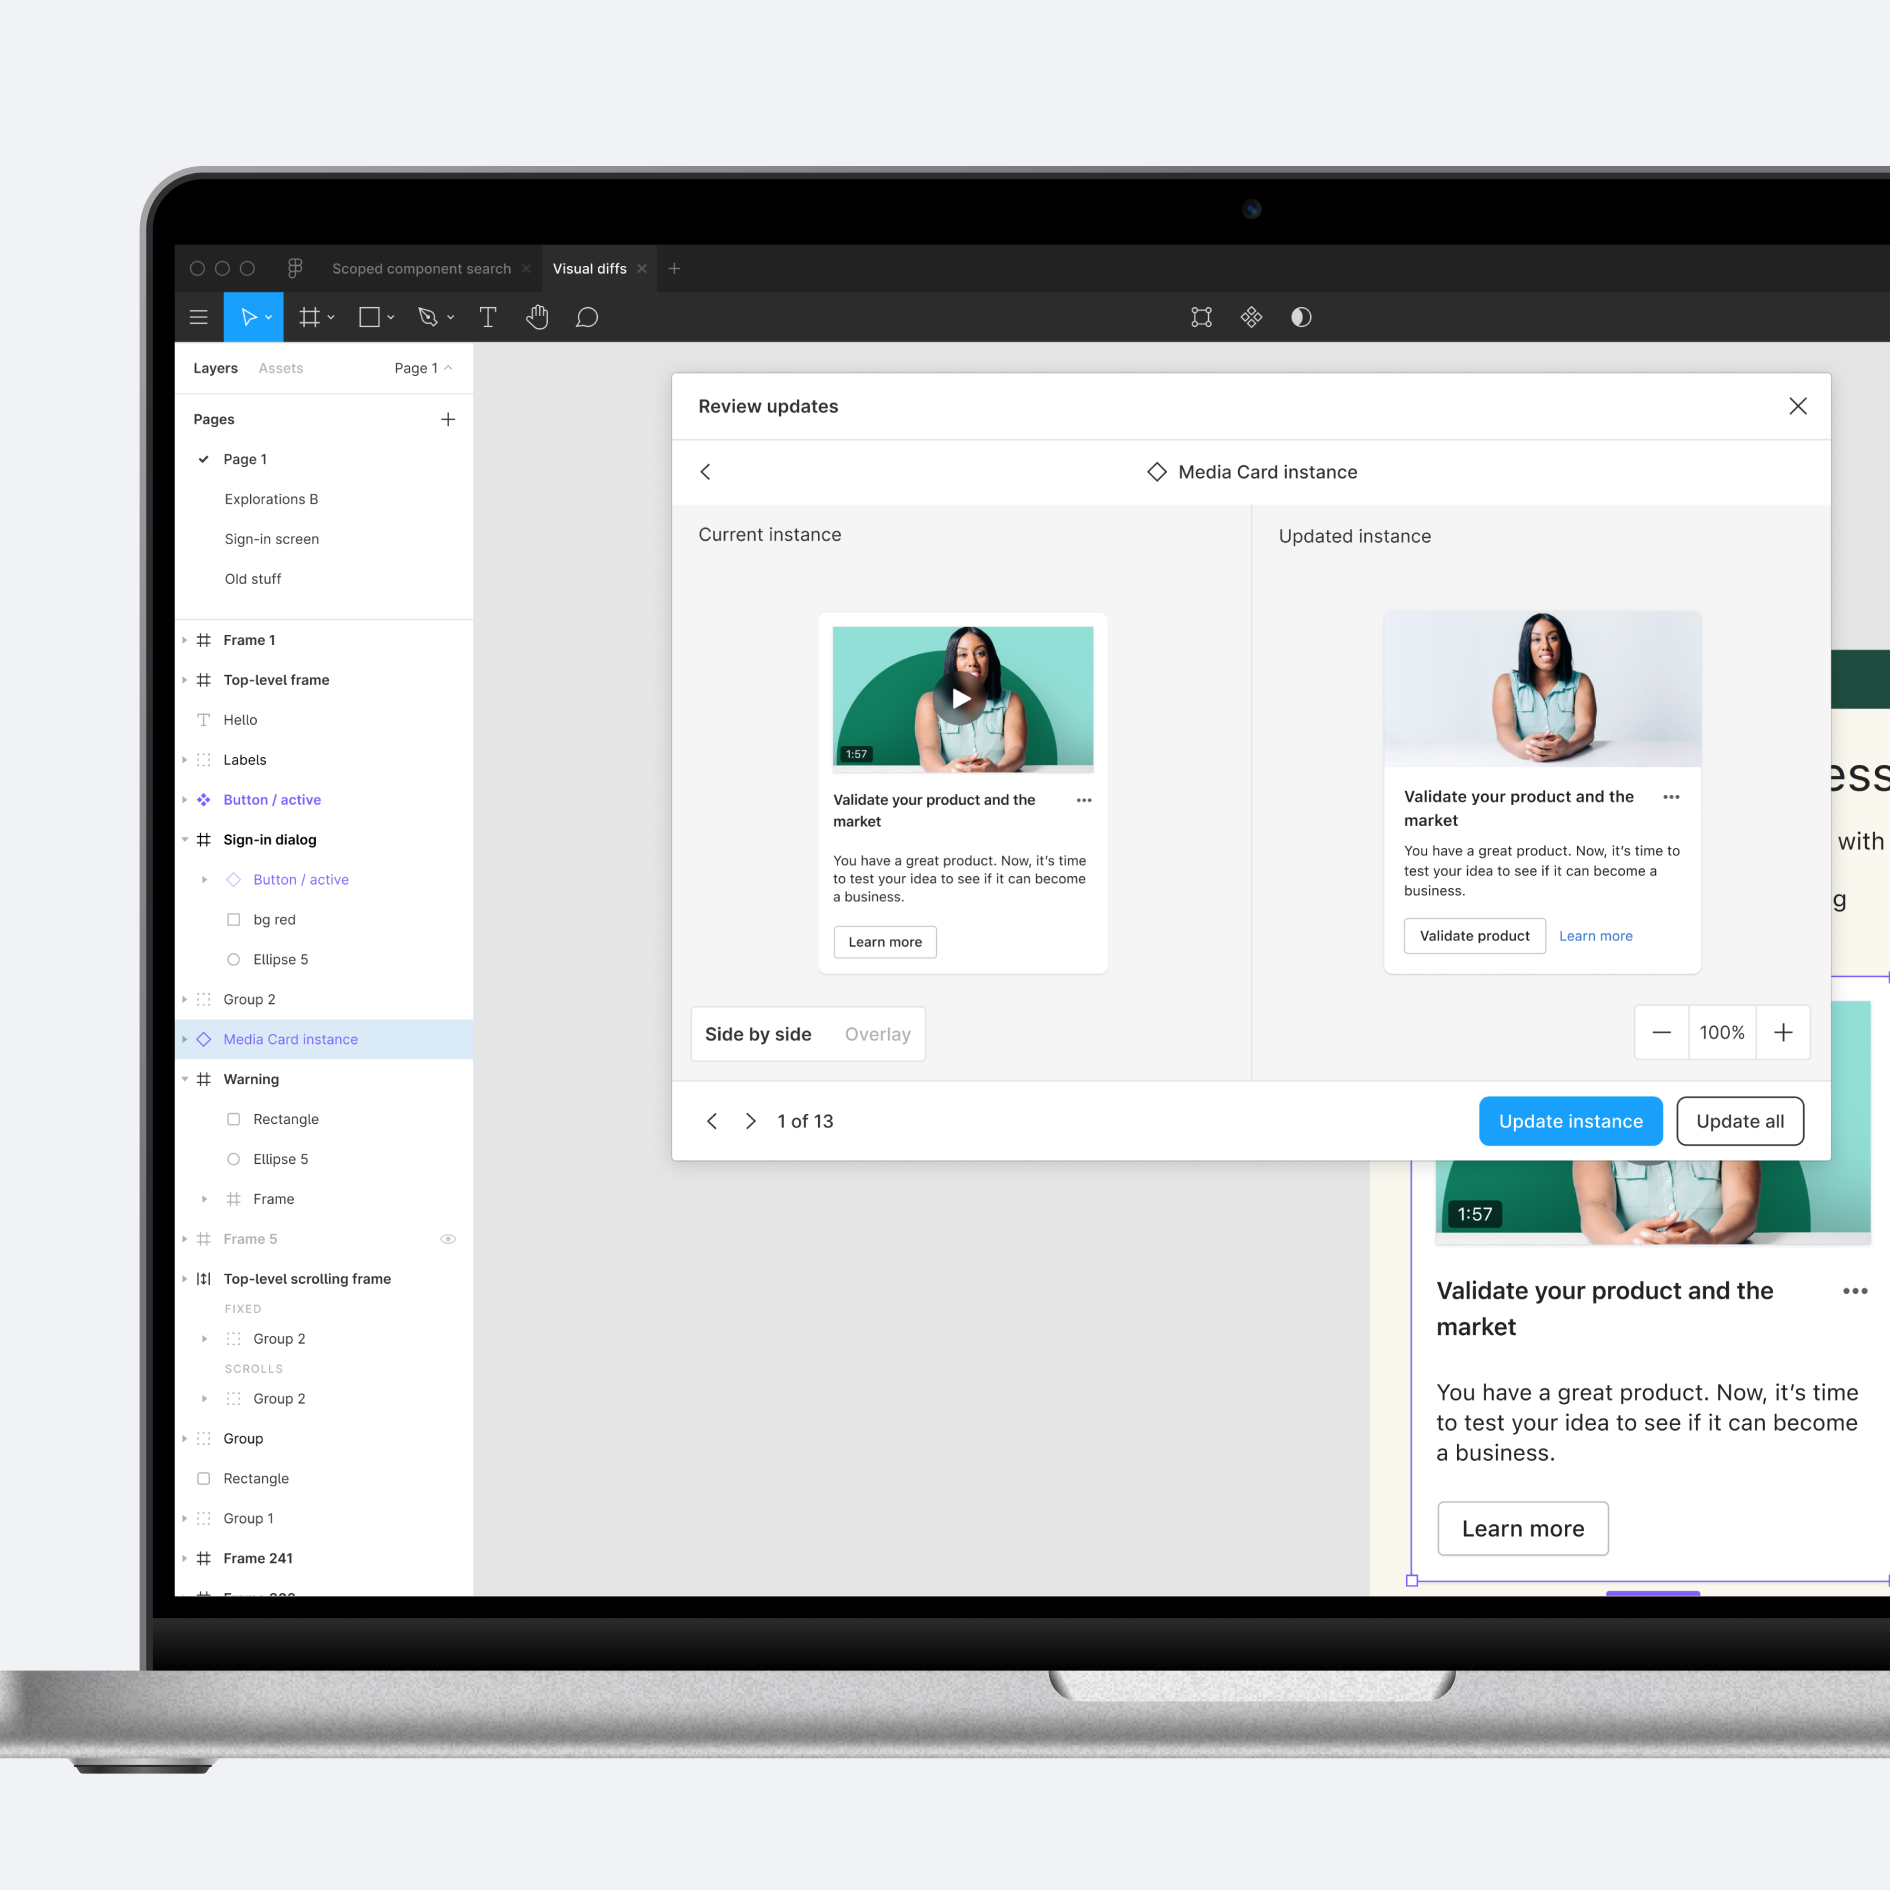 Scoped component search
Visual diffs
Layers
Assets
Page 1
Pages
Page 1
Explorations B
Sign-in screen
Old stuff
Frame 1
Top-level frame
Hello
Labels
Button / active
Sign-in dialog
Button / active
bg red
Ellipse 5
Group 2
Media Card instance
Warning
Rectangle
Ellipse 5
Frame
Frame 5
Top-level scrolling frame
FIXED
Group 2
SCROLLS
Group 2
Group
Rectangle
Group 1
Frame 241
Review updates
Media Card instance
Current instance
1:57
Validate your product and the
market
You have a great product. Now, it’s time
to test your idea to see if it can become
a business.
Learn more
Updated instance
Validate your product and the
market
You have a great product. Now, it’s time to
test your idea to see if it can become a
business.
Validate product
Learn more
Side by side
Overlay
100%
1 of 13
Update instance
Update all
with
1:57
Validate your product and the
market
You have a great product. Now, it’s time
to test your idea to see if it can become
a business.
Learn more